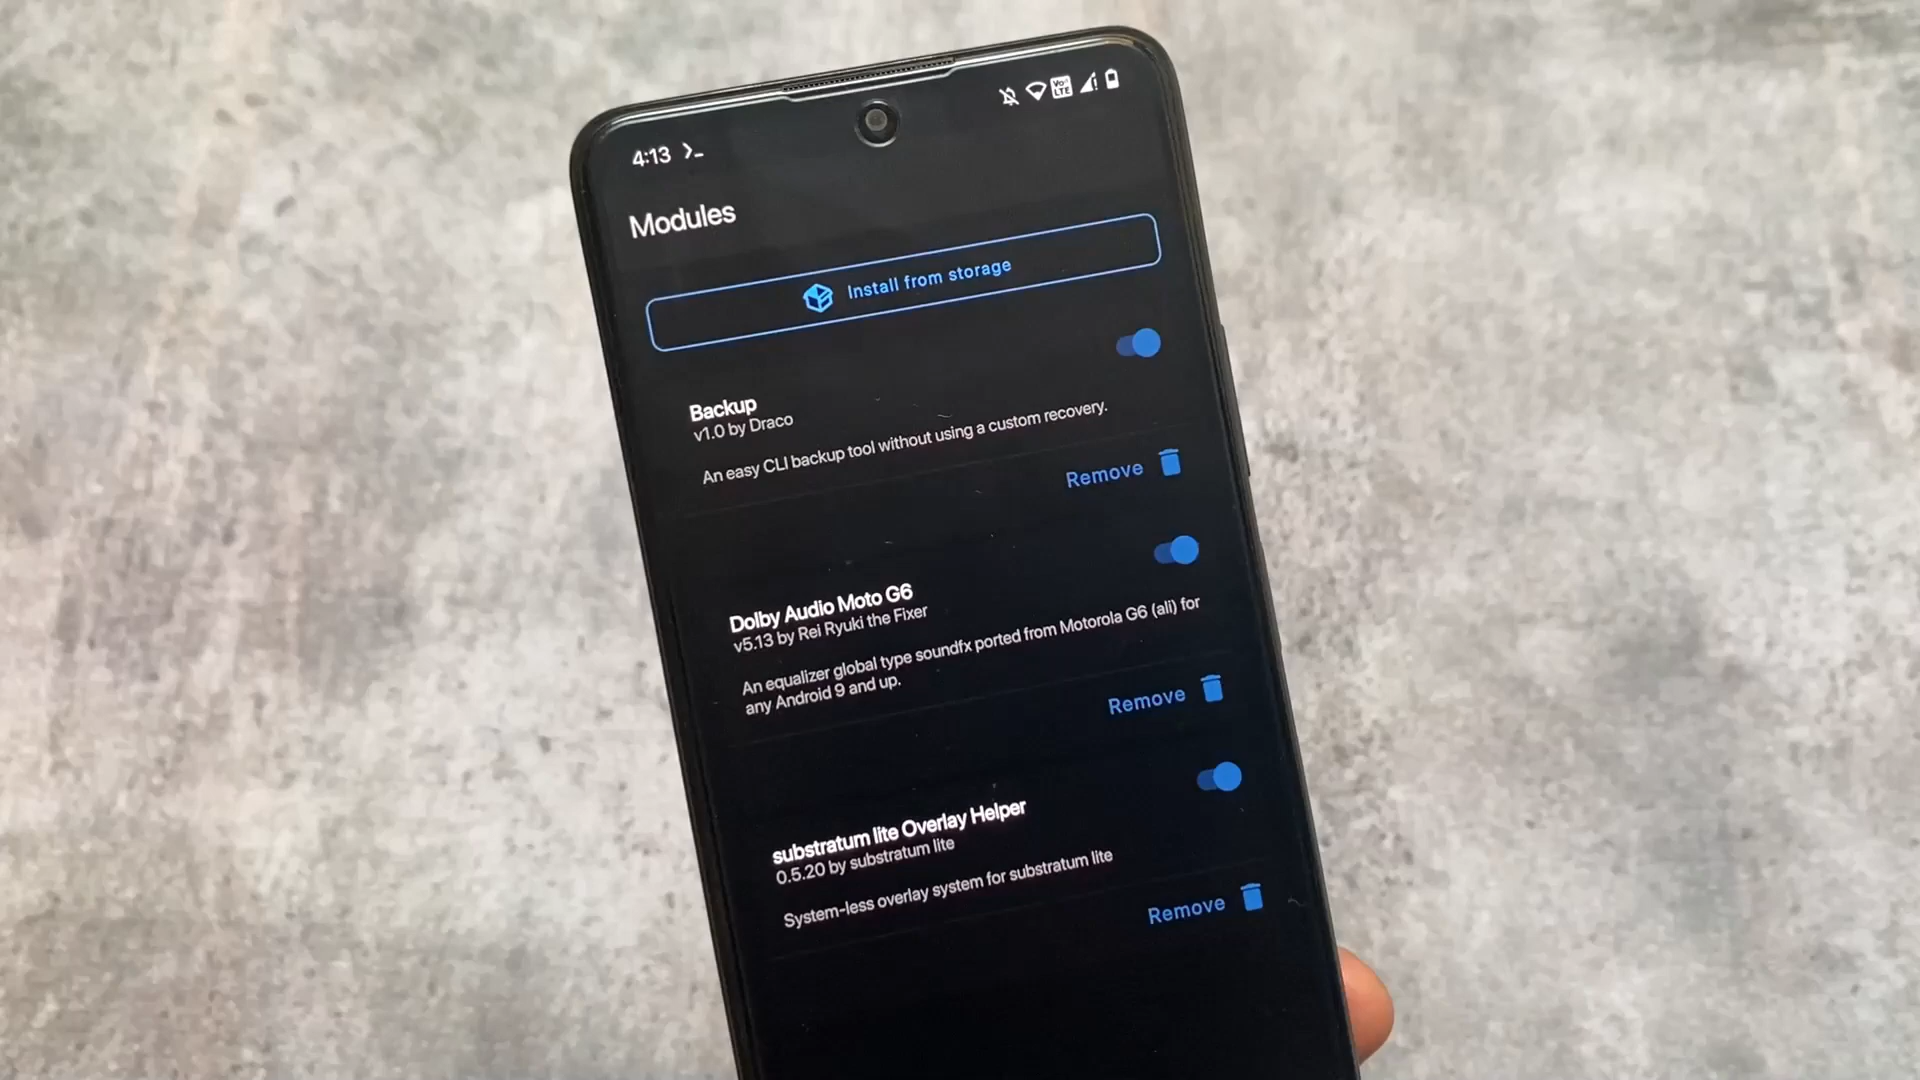 4:13 >_
Vo LTE
Modules
Install from storage
Backup
v1.0 by Draco
An easy CLI backup tool without using a custom recovery.
Remove
Dolby Audio Moto G6
v5.13 by Rei Ryuki the Fixer
An equalizer global type soundfx ported from Motorola G6 (ali) for
any Android 9 and up.
Remove
substratum lite Overlay Helper
0.5.20 by substratum lite
System-less overlay system for substratum lite
Remove